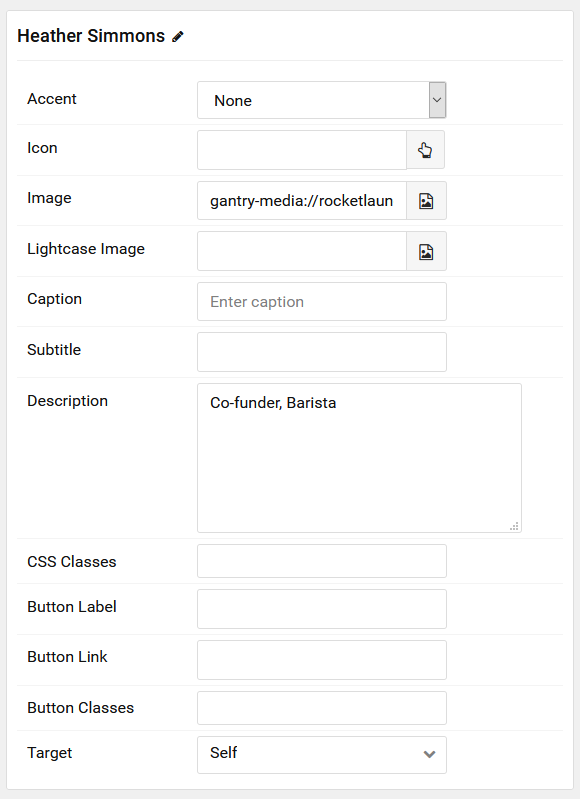 Heather Simmons
Accent None
Icon
Image gantry-media://rocketlaun
Lightcase Image
Caption Enter caption
Subtitle
Description Co-funder, Barista
CSS Classes
Button Label
Button Link
Button Classes
Target Self